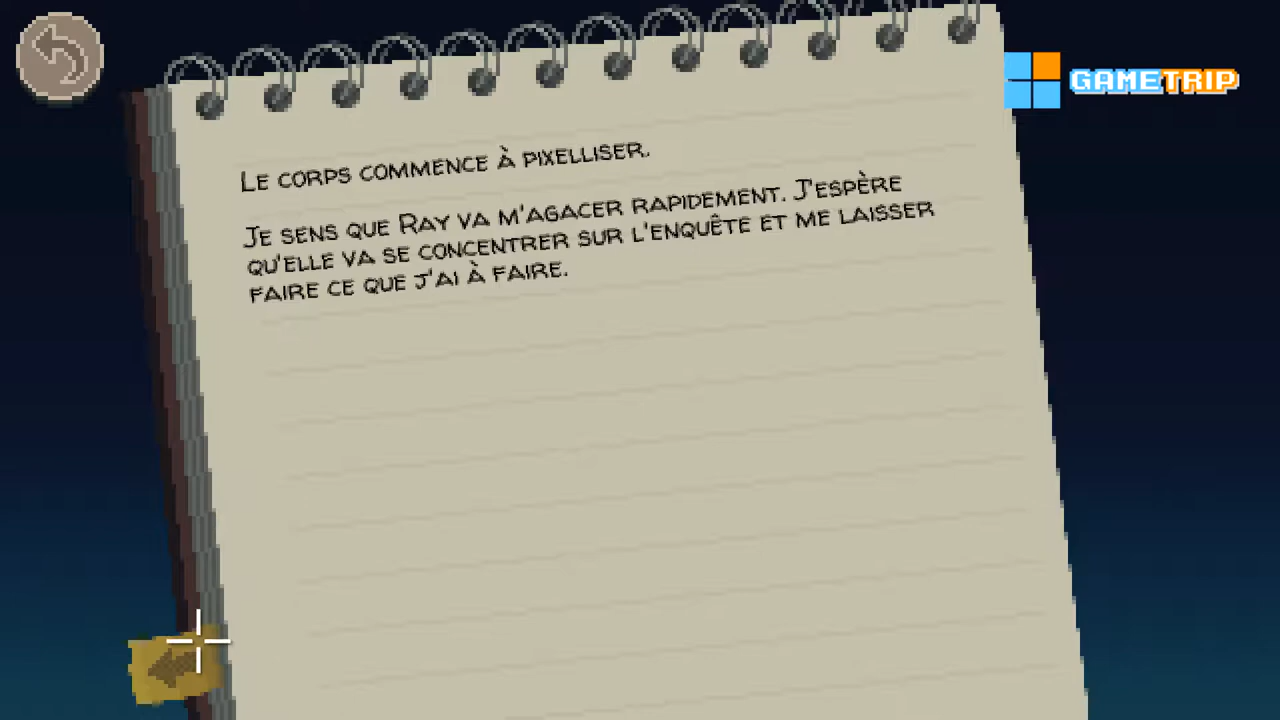 GAMETRIP
Le corps commence à pixelliser.
Je sens que Ray va m'agacer rapidement. J'espère
qu'elle va se concentrer sur l'enquête et me laisser
faire ce que j'ai à faire.